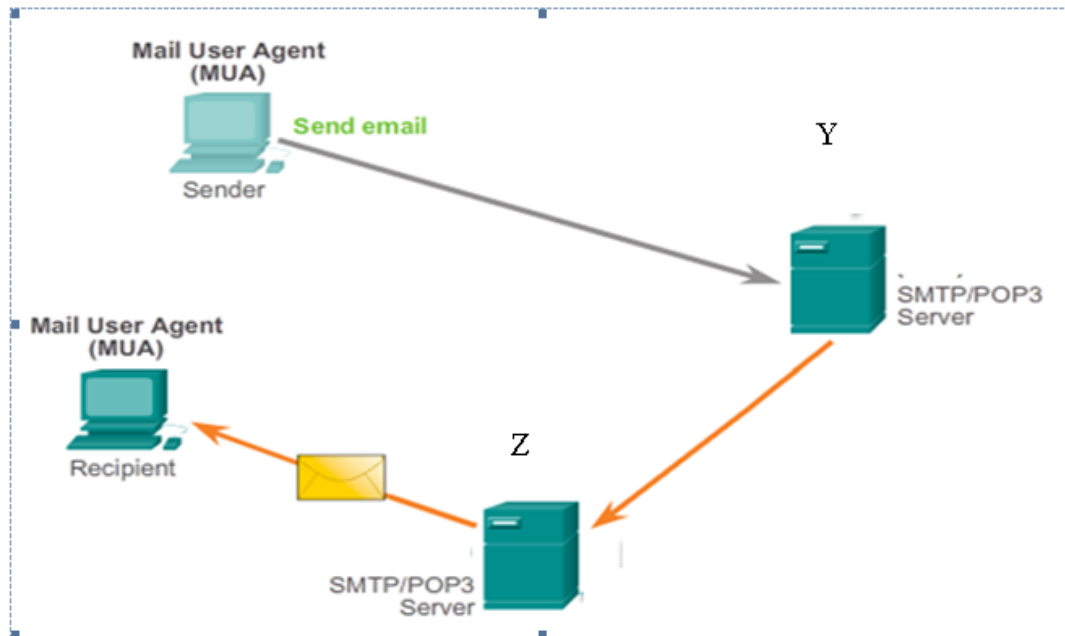 Mail User Agent
(MUA)
Send email
Sender
Y
SMTP/POP3
Server
Mail User Agent
(MUA)
Recipient
Z
SMTP/POP3
Server